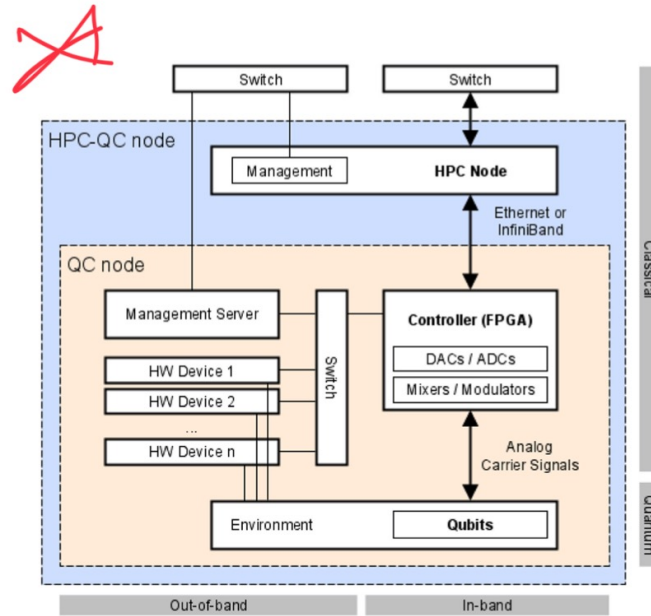 Switch
Switch
HPC-QC node
Management
HPC Node
Ethernet or
InfiniBand
QC node
Management Server
Controller (FPGA)
DACs / ADCs
Mixers / Modulators
Switch
HW Device 1
HW Device 2
...
HW Device n
Analog
Carrier Signals
Environment
Qubits
Classical
Quantum
Out-of-band
In-band